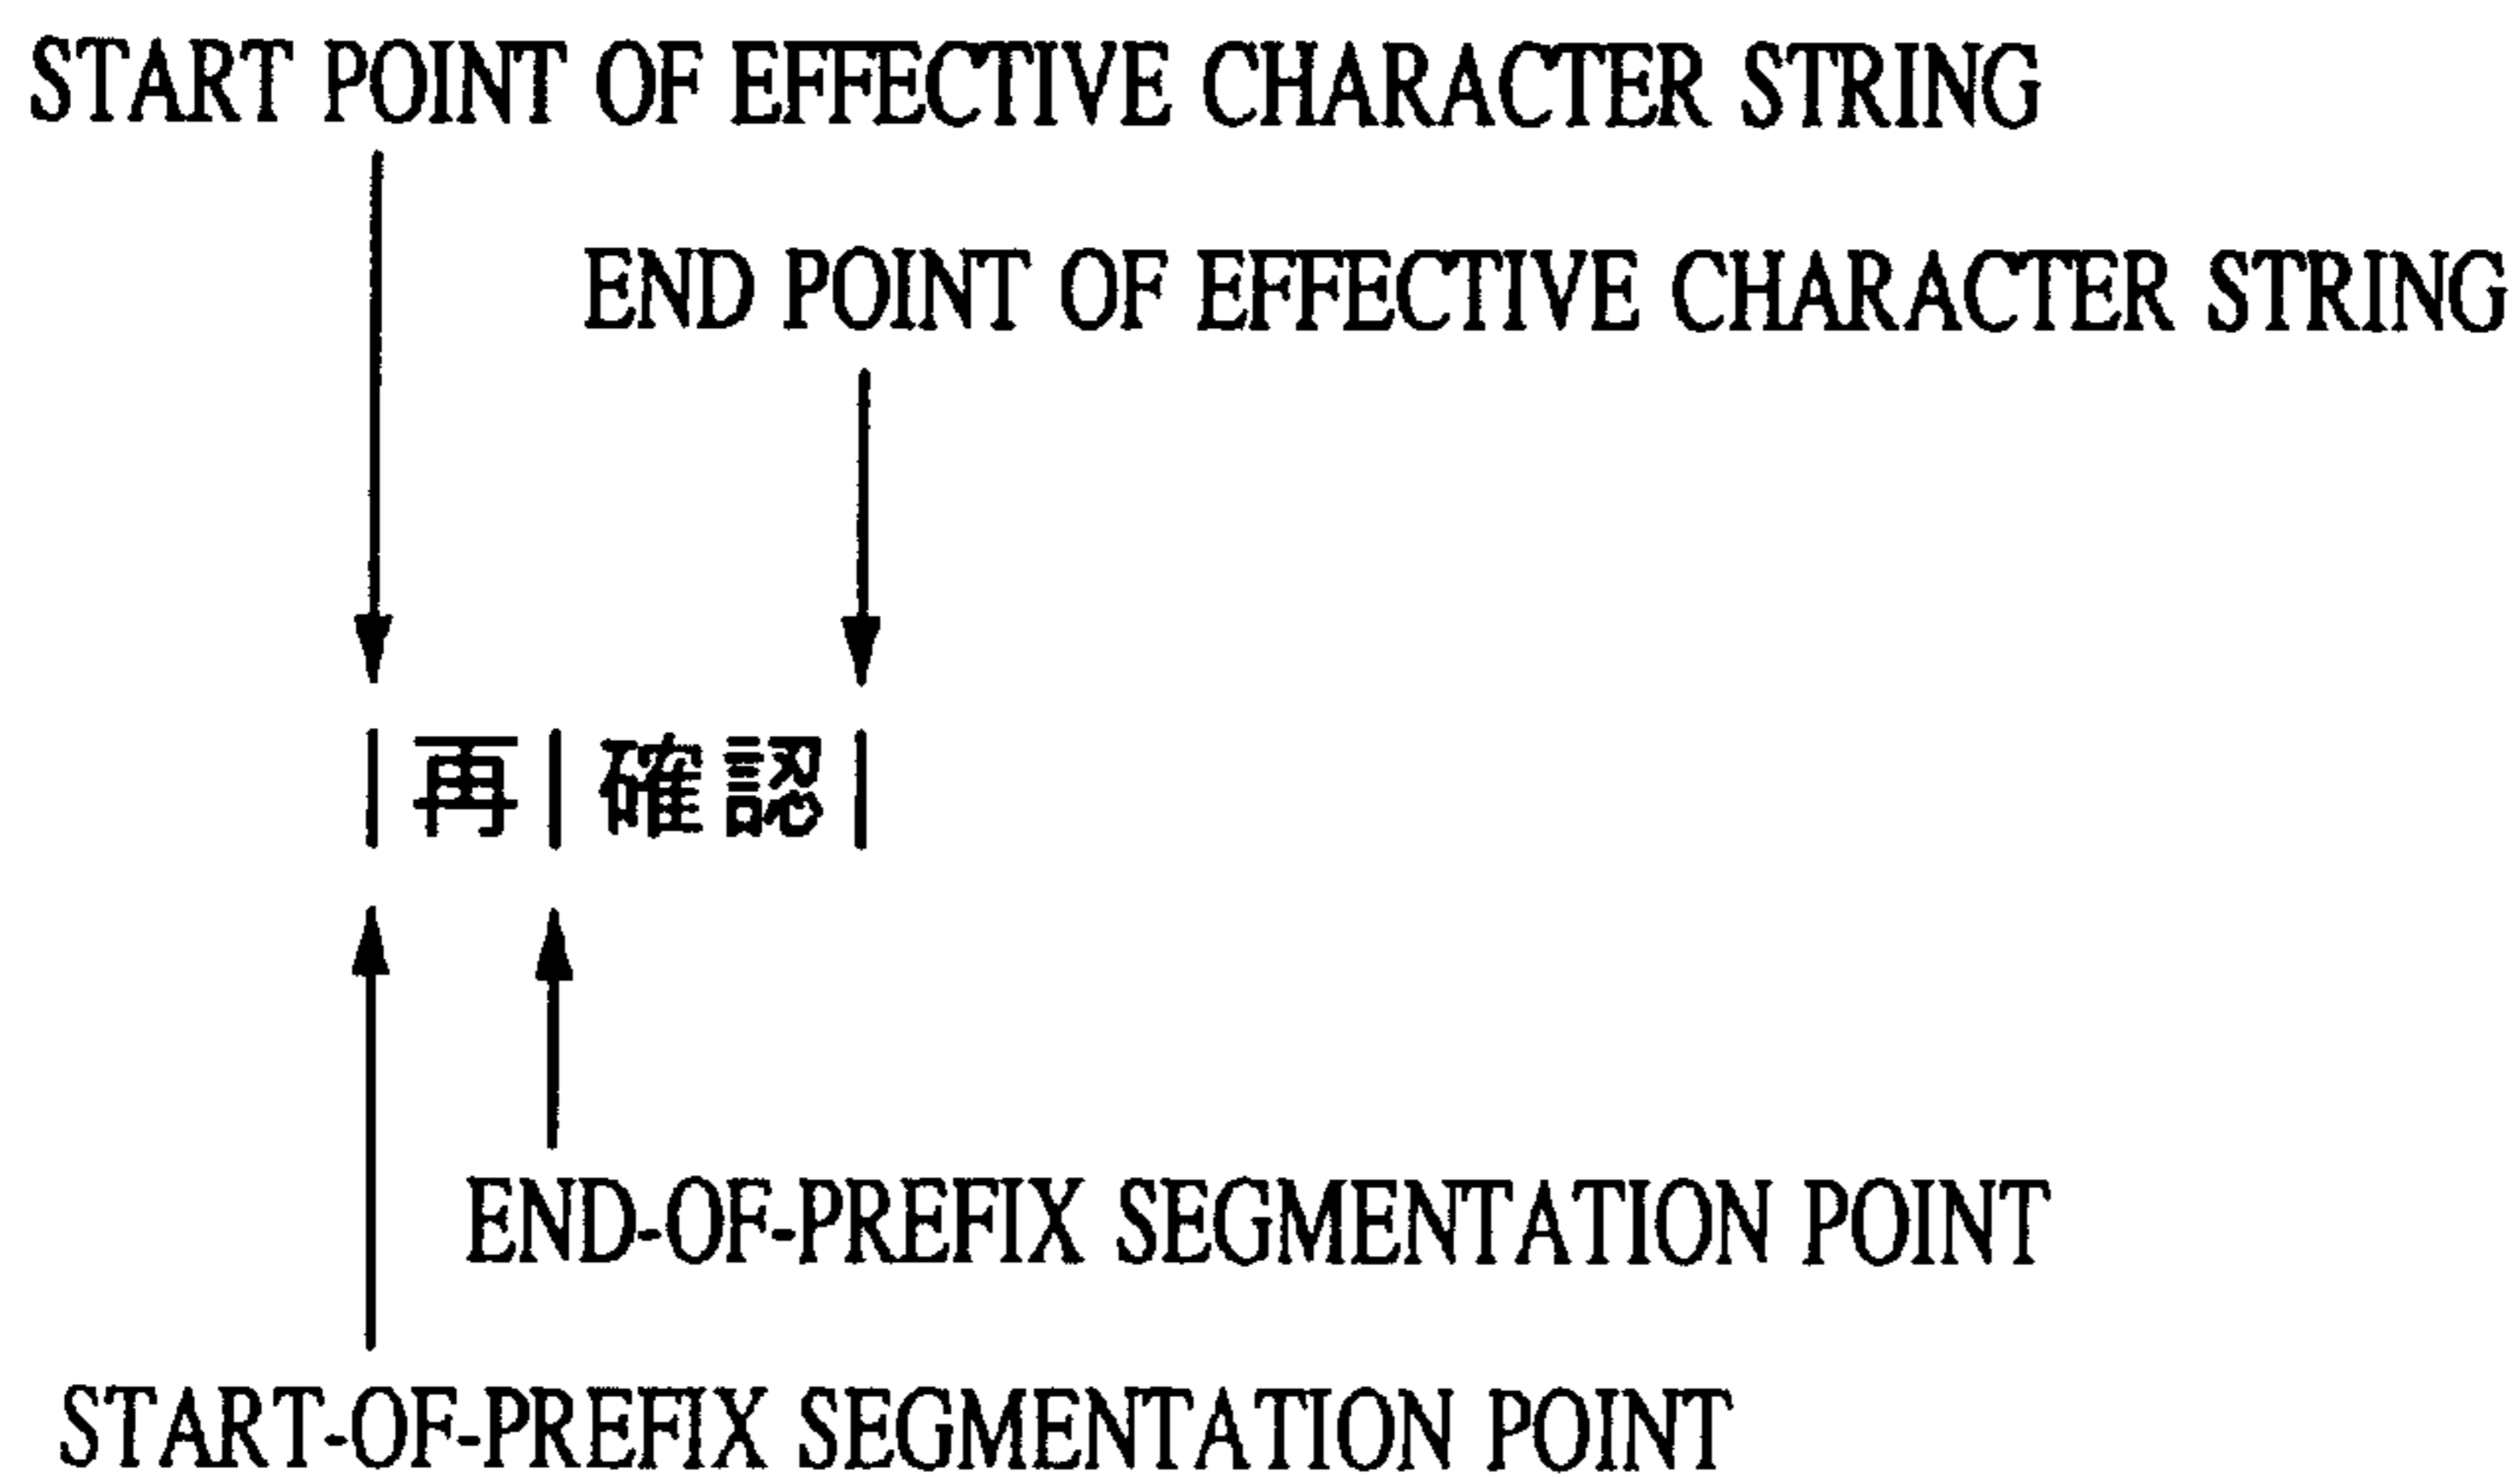 START POINT OF EFFECTIVE CHARACTER STRING
END POINT OF EFFECTIVE CHARACTER STRING
|再|確認|
END-OF-PREFIX SEGMENTATION POINT
START-OF-PREFIX SEGMENTATION POINT